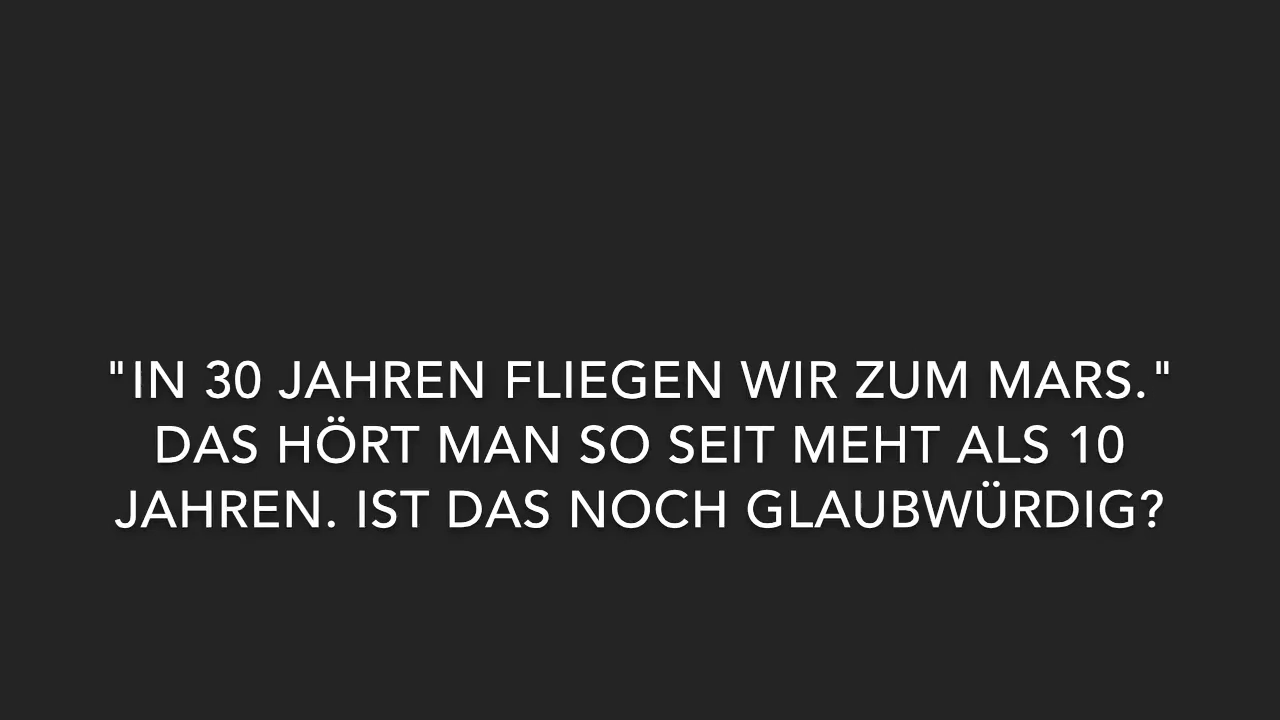 "IN 30 JAHREN FLIEGEN WIR ZUM MARS."
DAS HÖRT MAN SO SEIT MEHT ALS 10
JAHREN. IST DAS NOCH GLAUBWÜRDIG?